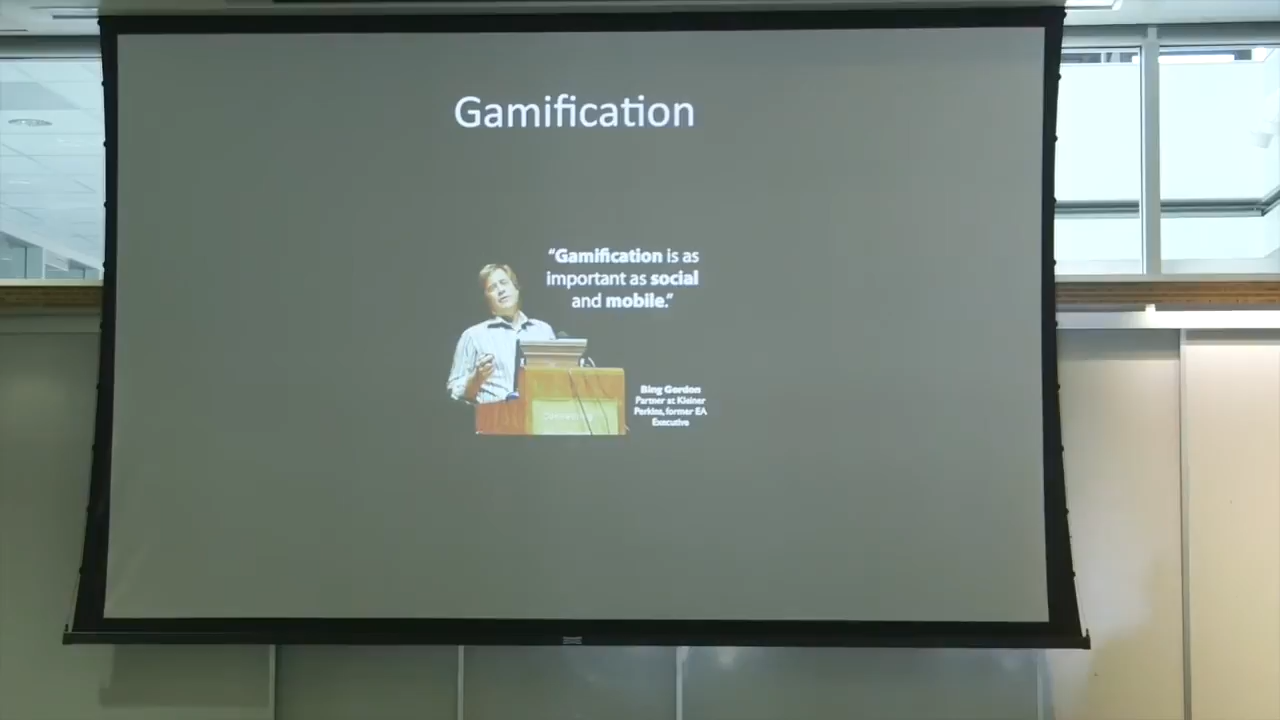 Gamification
“Gamification is as
important as social
and mobile.”
Bing Gordon
Partner at Kleiner
Perkins, former EA
Executive